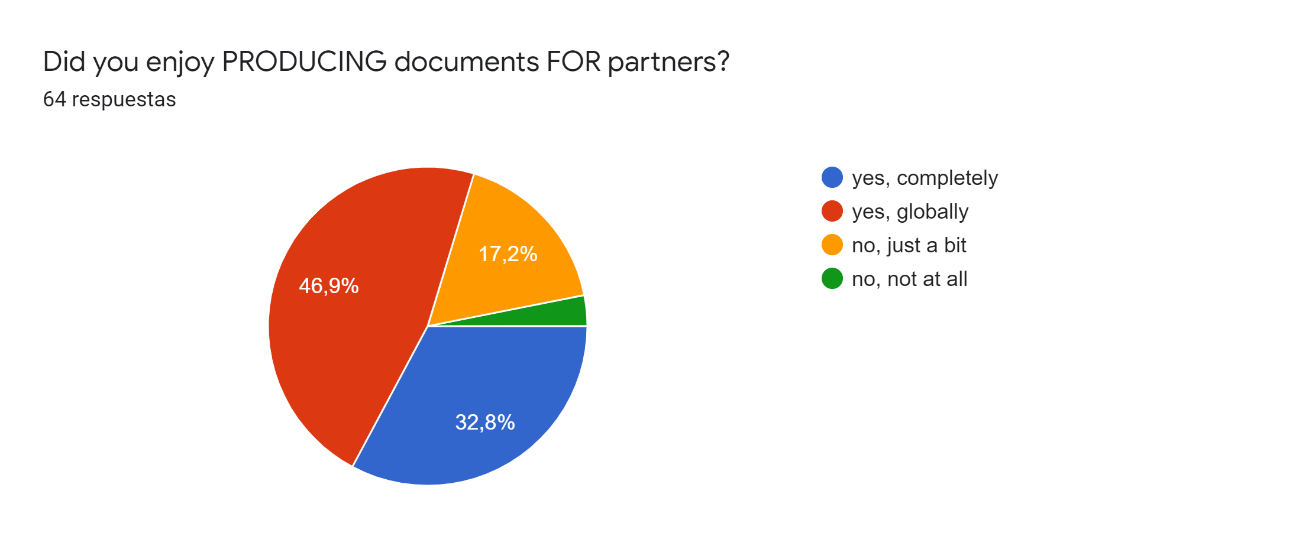 Did you enjoy PRODUCING documents FOR partners?
64 respuestas
yes, completely
yes, globally
no, just a bit
no, not at all
17,2%
46,9%
32,8%